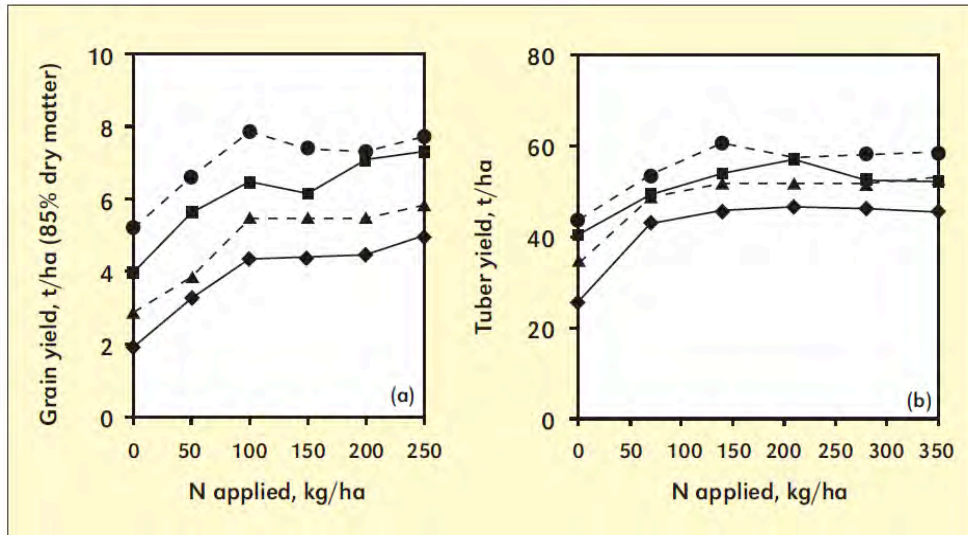 Grain yield, t/ha (85% dry matter)
10
8
6
4
2
0
0 50 100 150 200 250
N applied, kg/ha
(a)
Tuber yield, t/ha
80
60
40
20
0
0 50 100 150 200 250 300 350
N applied, kg/ha
(b)